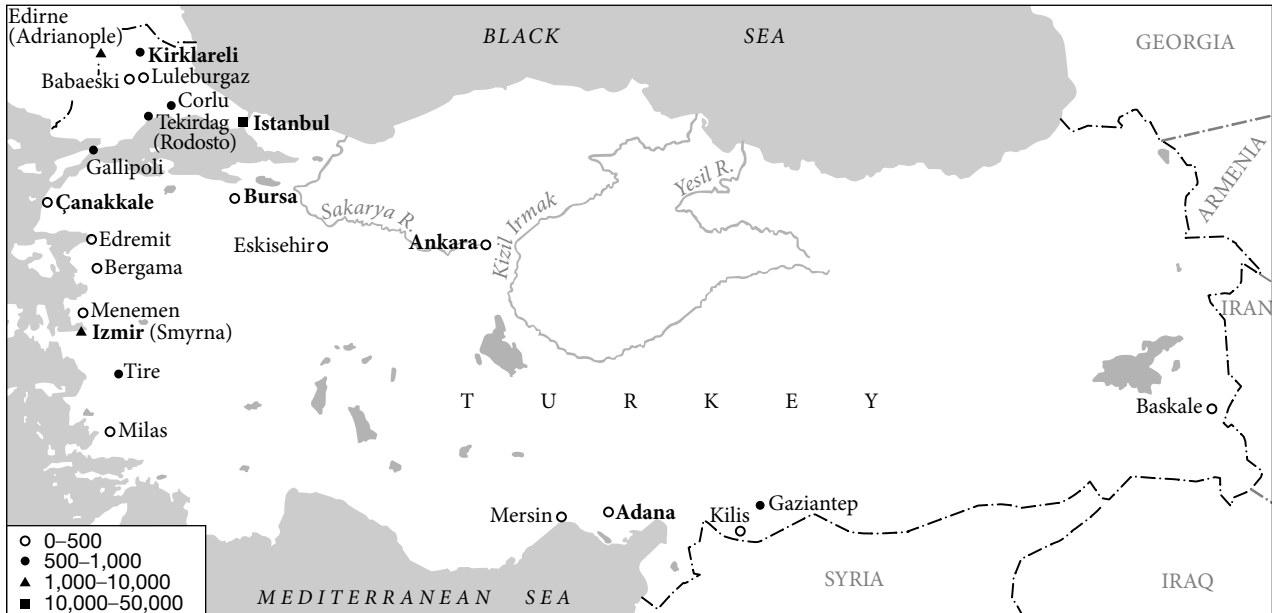 Edirne
(Adrianople)
BLACK SEA
GEORGIA
Kirklareli
Babaeski
Luleburgaz
Corlu
Tekirdag
(Rodosto)
Istanbul
Gallipoli
ARMENIA
Yesil R.
Çanakkale
Bursa
Sakarya R.
Kizil Irmak
Edremit
Eskisehir
Ankara
Bergama
Menemen
IRAN
Izmir (Smyrna)
Tire
TURKEY
Baskale
Milas
Mersin
Adana
Kilis
Gaziantep
0–500
500–1,000
1,000–10,000
10,000–50,000
MEDITERRANEAN SEA
SYRIA
IRAQ